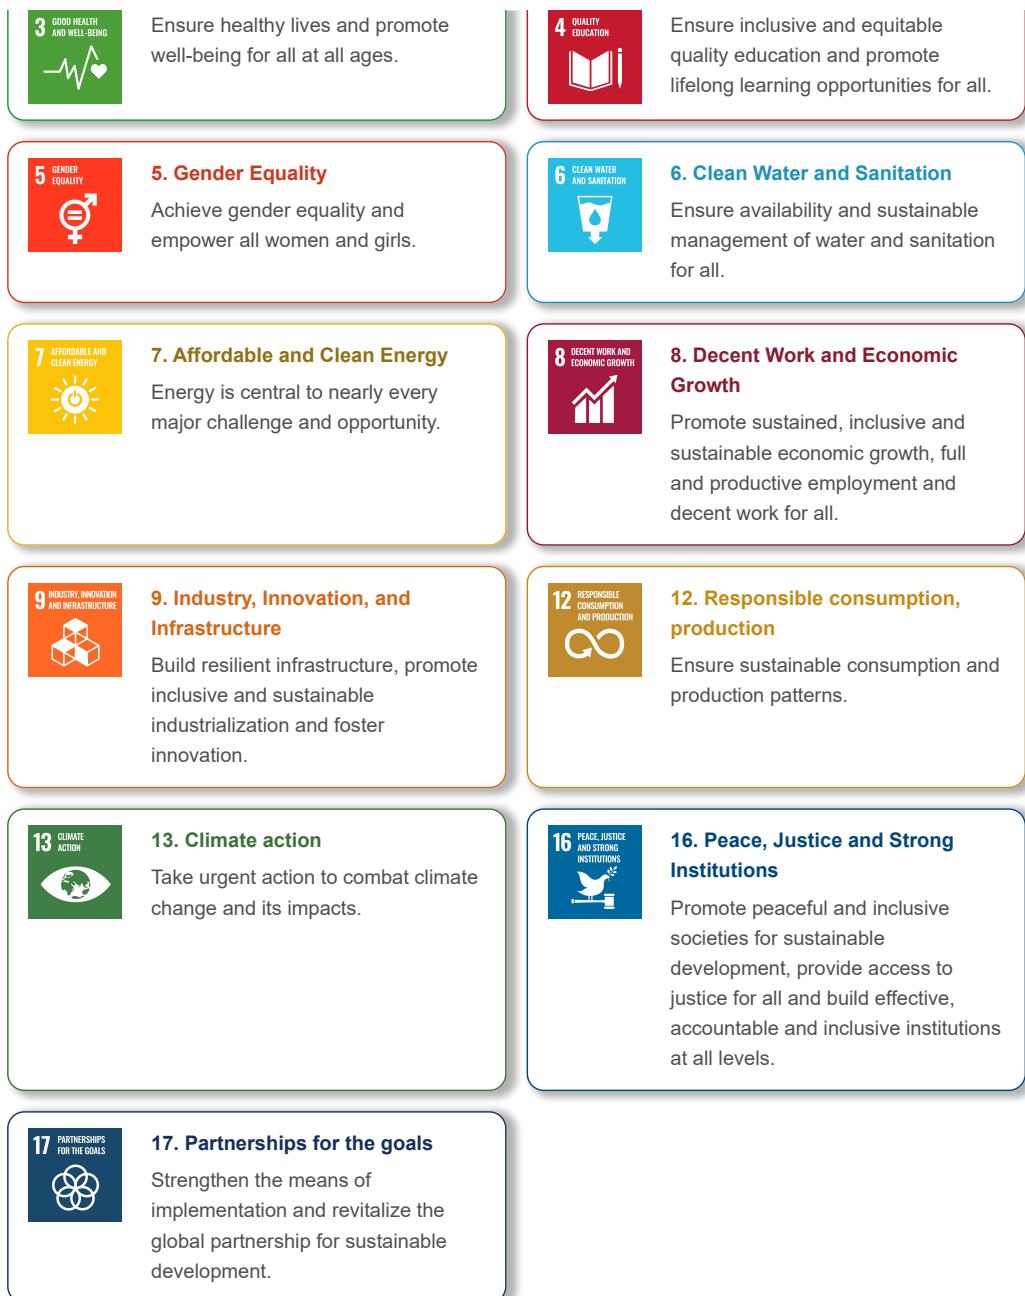 3 GOOD HEALTH
AND WELL-BEING
Ensure healthy lives and promote
well-being for all at all ages.
4 QUALITY
EDUCATION
Ensure inclusive and equitable
quality education and promote
lifelong learning opportunities for all.
5 GENDER
EQUALITY
5. Gender Equality
Achieve gender equality and
empower all women and girls.
6 CLEAN WATER
AND SANITATION
6. Clean Water and Sanitation
Ensure availability and sustainable
management of water and sanitation
for all.
7 AFFORDABLE AND
CLEAN ENERGY
7. Affordable and Clean Energy
Energy is central to nearly every
major challenge and opportunity.
8 DECENT WORK AND
ECONOMIC GROWTH
8. Decent Work and Economic
Growth
Promote sustained, inclusive and
sustainable economic growth, full
and productive employment and
decent work for all.
9 INDUSTRY, INNOVATION
AND INFRASTRUCTURE
9. Industry, Innovation, and
Infrastructure
Build resilient infrastructure, promote
inclusive and sustainable
industrialization and foster
innovation.
12 RESPONSIBLE
CONSUMPTION
AND PRODUCTION
12. Responsible consumption,
production
Ensure sustainable consumption and
production patterns.
13 CLIMATE
ACTION
13. Climate action
Take urgent action to combat climate
change and its impacts.
16 PEACE, JUSTICE
AND STRONG
INSTITUTIONS
16. Peace, Justice and Strong
Institutions
Promote peaceful and inclusive
societies for sustainable
development, provide access to
justice for all and build effective,
accountable and inclusive institutions
at all levels.
17 PARTNERSHIPS
FOR THE GOALS
17. Partnerships for the goals
Strengthen the means of
implementation and revitalize the
global partnership for sustainable
development.